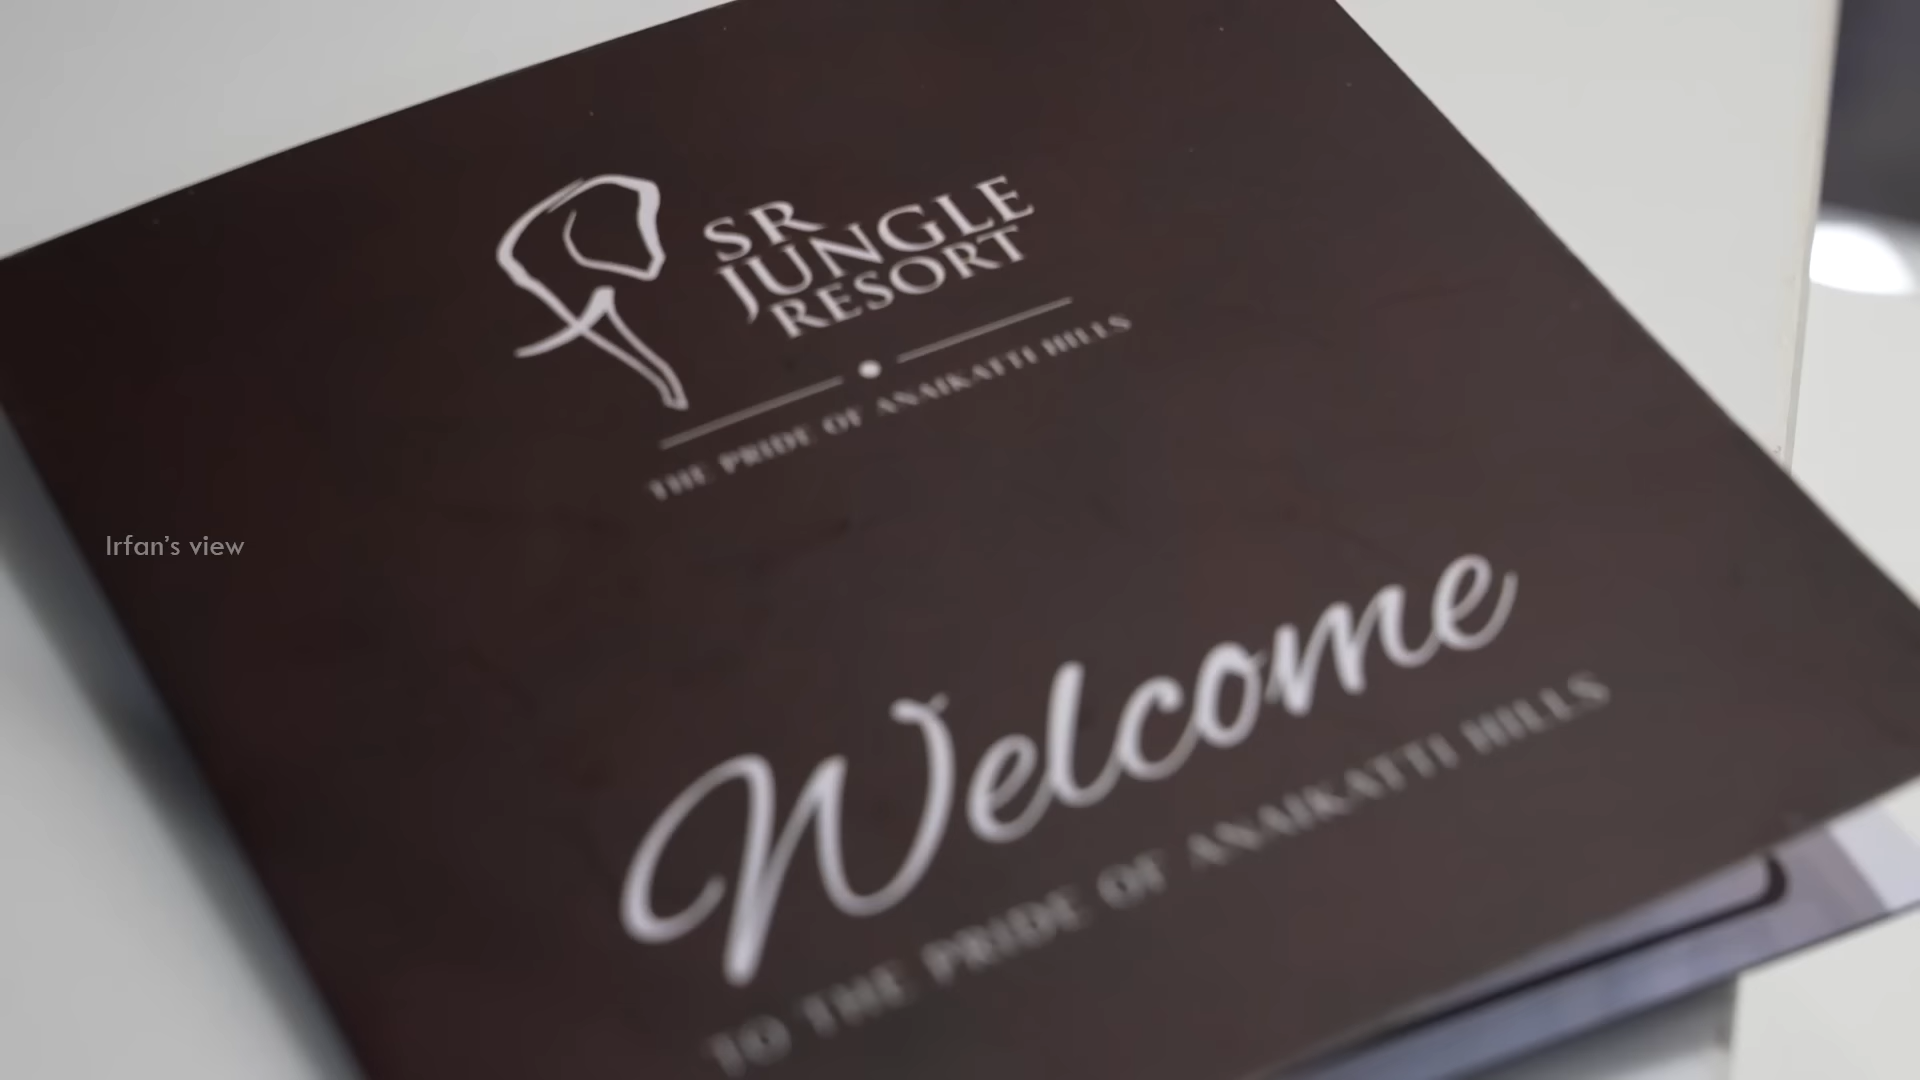 SR
JUNGLE
RESORT
THE PRIDE OF ANAIKATTI HILLS
Irfan's view
Welcome
TO THE PRIDE OF ANAIKATTI HILLS